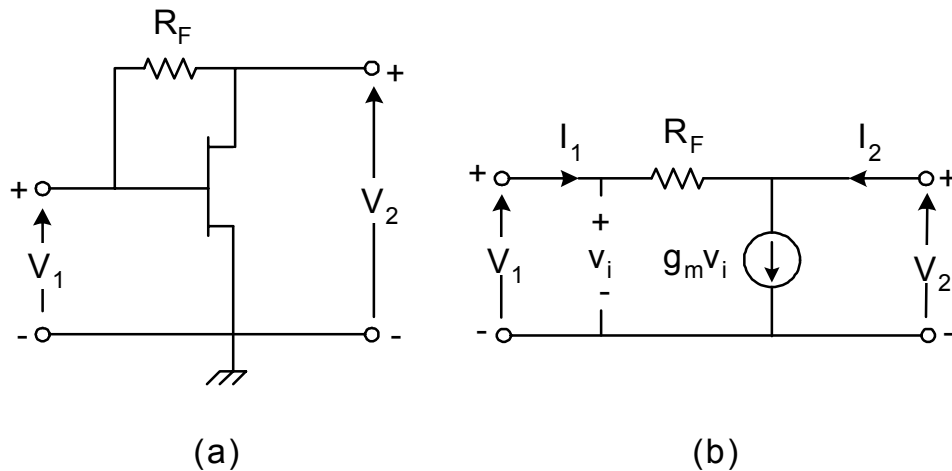 R_F
+
V_1
-
+
V_2
-
(a)
I_1
R_F
I_2
+
V_1
-
+
v_i
-
g_m v_i
+
V_2
-
(b)